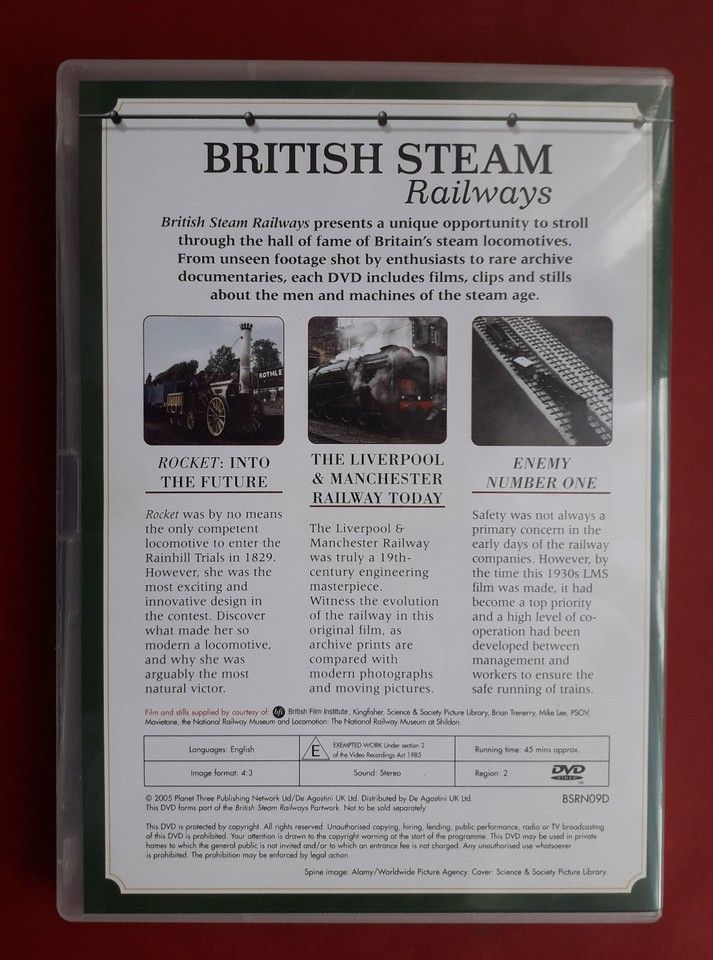 BRITISH STEAM
Railways
British Steam Railways presents a unique opportunity to stroll
through the hall of fame of Britain's steam locomotives.
From unseen footage shot by enthusiasts to rare archive
documentaries, each DVD includes films, clips and stills
about the men and machines of the steam age.
ROTHLE
ROCKET: INTO
THE FUTURE
Rocket was by no means
the only competent
locomotive to enter the
Rainhill Trials in 1829.
However, she was the
most exciting and
innovative design in
the contest. Discover
what made her so
modern a locomotive,
and why she was
arguably the most
natural victor.
THE LIVERPOOL
& MANCHESTER
RAILWAY TODAY
The Liverpool &
Manchester Railway
was truly a 19th-
century engineering
masterpiece.
Witness the evolution
of the railway in this
original film, as
archive prints are
compared with
modern photographs
and moving pictures.
ENEMY
NUMBER ONE
Safety was not always a
primary concern in the
early days of the railway
companies. However, by
the time this 1930s LMS
film was made, it had
become a top priority
and a high level of co-
operation had been
developed between
management and
workers to ensure the
safe running of trains.
Film and stills supplied by courtesy of: bfi British Film Institute, Kingfisher, Science & Society Picture Library, Brian Trenerry, Mike Lee, PSOV,
Movietone, the National Railway Museum and Locomotion: The National Railway Museum at Shildon.
Languages: English
E
EXEMPTED WORK Under section 2
of the Video Recordings Act 1985
Running time: 45 mins approx.
Image format: 4:3
Sound: Stereo
Region: 2
DVD
VIDEO
TM
© 2005 Planet Three Publishing Network Ltd/De Agostini UK Ltd. Distributed by De Agostini UK Ltd.
This DVD forms part of the British Steam Railways Partwork. Not to be sold separately.
BSRN09D
This DVD is protected by copyright. All rights reserved. Unauthorised copying, hiring, lending, public performance, radio or TV broadcasting
of this DVD is prohibited. Your attention is drawn to the copyright warning at the start of the programme. This DVD may be used in private
homes to which the general public is not invited and/or to which an entrance fee is not charged. Any unauthorised use whatsoever
is prohibited. The prohibition may be enforced by legal action.
Spine image: Alamy/Worldwide Picture Agency. Cover: Science & Society Picture Library.